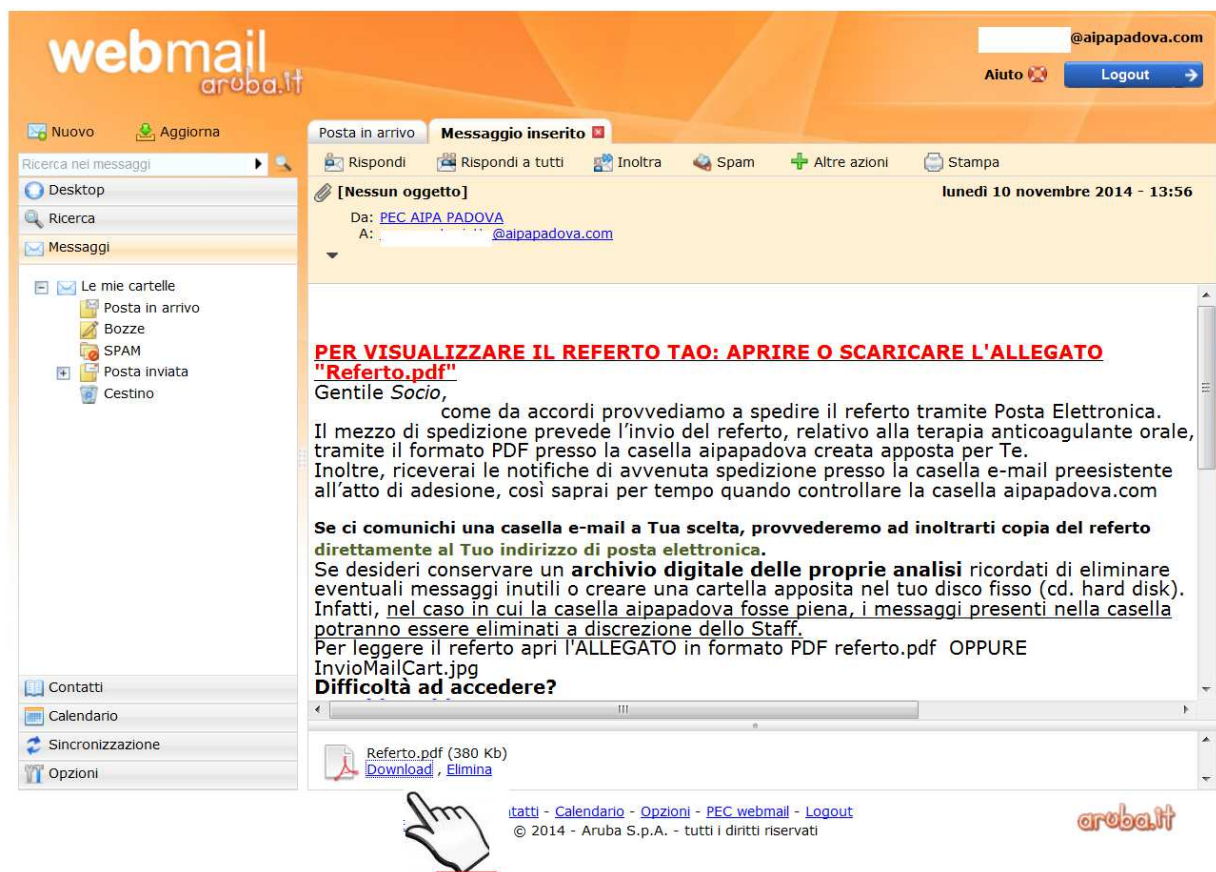 webmail
aruba.it
@aipapadova.com
Aiuto Logout
Nuovo Aggiorna
Ricerca nei messaggi
Desktop
Ricerca
Messaggi
Le mie cartelle
Posta in arrivo
Bozze
SPAM
Posta inviata
Cestino
Contatti
Calendario
Sincronizzazione
Opzioni
Posta in arrivo Messaggio inserito
Rispondi Rispondi a tutti Inoltra Spam Altre azioni Stampa
[Nessun oggetto] lunedì 10 novembre 2014 - 13:56
Da: PEC AIPA PADOVA
A: @aipapadova.com
PER VISUALIZZARE IL REFERTO TAO: APRIRE O SCARICARE L'ALLEGATO
"Referto.pdf"
Gentile Socio,
come da accordi provvediamo a spedire il referto tramite Posta Elettronica.
Il mezzo di spedizione prevede l’invio del referto, relativo alla terapia anticoagulante orale,
tramite il formato PDF presso la casella aipapadova creata apposta per Te.
Inoltre, riceverai le notifiche di avvenuta spedizione presso la casella e-mail preesistente
all’atto di adesione, così saprai per tempo quando controllare la casella aipapadova.com
Se ci comunichi una casella e-mail a Tua scelta, provvederemo ad inoltrarti copia del referto
direttamente al Tuo indirizzo di posta elettronica.
Se desideri conservare un archivio digitale delle proprie analisi ricordati di eliminare
eventuali messaggi inutili o creare una cartella apposita nel tuo disco fisso (cd. hard disk).
Infatti, nel caso in cui la casella aipapadova fosse piena, i messaggi presenti nella casella
potranno essere eliminati a discrezione dello Staff.
Per leggere il referto apri l'ALLEGATO in formato PDF referto.pdf OPPURE
InvioMailCart.jpg
Difficoltà ad accedere?
Referto.pdf (380 Kb)
Download , Elimina
tatti - Calendario - Opzioni - PEC webmail - Logout
© 2014 - Aruba S.p.A. - tutti i diritti riservati
aruba.it